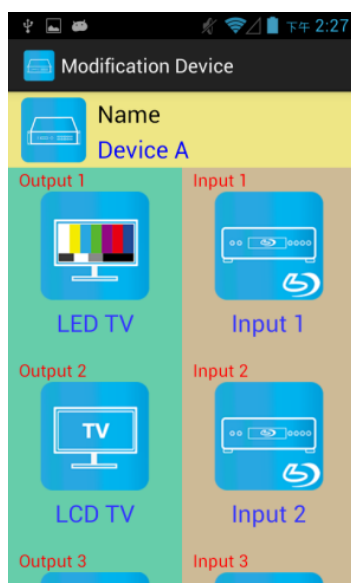 下午 2:27
Modification Device
Name
Device A
Output 1
Input 1
TV
LED TV
Input 1
Output 2
Input 2
TV
LCD TV
Input 2
Output 3
Input 3